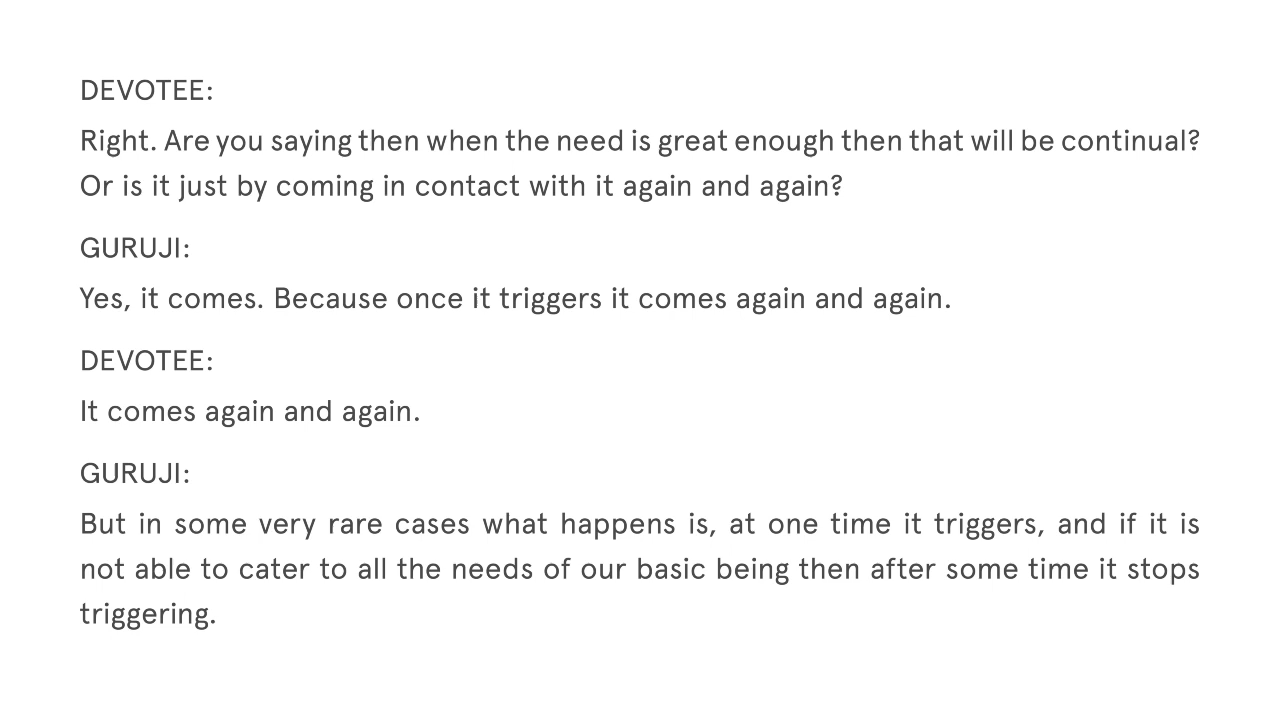 DEVOTEE:
Right. Are you saying then when the need is great enough then that will be continual?
Or is it just by coming in contact with it again and again?
GURUJI:
Yes, it comes. Because once it triggers it comes again and again.
DEVOTEE:
It comes again and again.
GURUJI:
But in some very rare cases what happens is, at one time it triggers, and if it is
not able to cater to all the needs of our basic being then after some time it stops
triggering.